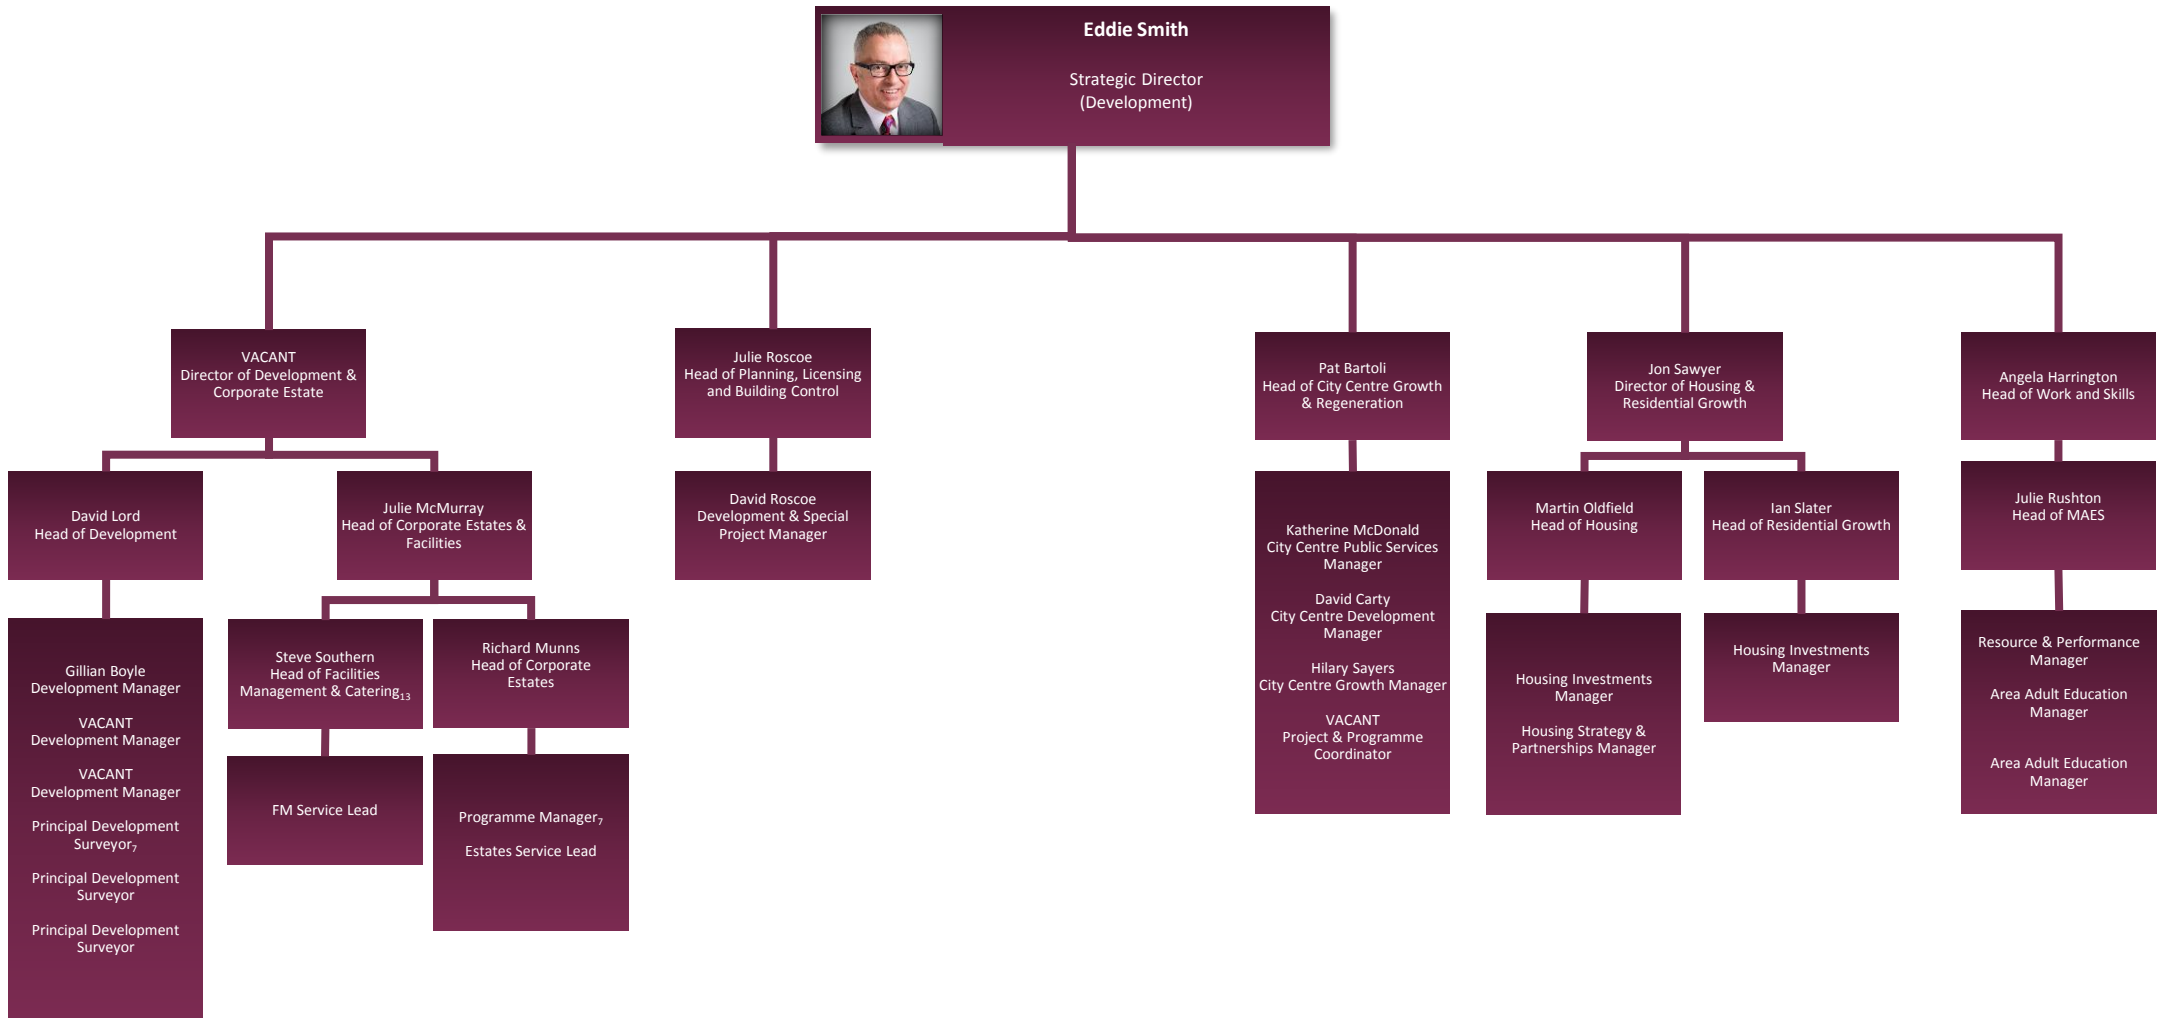 Eddie Smith
Strategic Director
(Development)
VACANT
Director of Development &
Corporate Estate
Julie Roscoe
Head of Planning, Licensing
and Building Control
Pat Bartoli
Head of City Centre Growth
& Regeneration
Jon Sawyer
Director of Housing &
Residential Growth
Angela Harrington
Head of Work and Skills
David Lord
Head of Development
Julie McMurray
Head of Corporate Estates &
Facilities
David Roscoe
Development & Special
Project Manager
Katherine McDonald
City Centre Public Services
Manager
David Carty
City Centre Development
Manager
Hilary Sayers
City Centre Growth Manager
VACANT
Project & Programme
Coordinator
Martin Oldfield
Head of Housing
Ian Slater
Head of Residential Growth
Julie Rushton
Head of MAES
Gillian Boyle
Development Manager
VACANT
Development Manager
VACANT
Development Manager
Principal Development
Surveyor7
Principal Development
Surveyor
Principal Development
Surveyor
Steve Southern
Head of Facilities
Management & Catering13
Richard Munns
Head of Corporate
Estates
FM Service Lead
Programme Manager7
Estates Service Lead
Housing Investments
Manager
Housing Strategy &
Partnerships Manager
Housing Investments
Manager
Resource & Performance
Manager
Area Adult Education
Manager
Area Adult Education
Manager